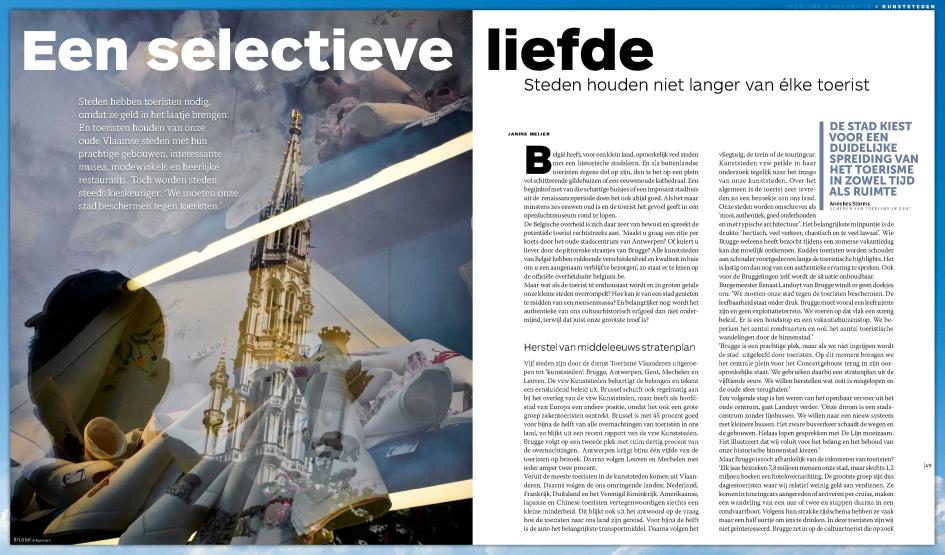 KUNSTSTEDEN
Een selectieve liefde
Steden houden niet langer van élke toerist
Steden hebben toeristen nodig,
omdat ze geld in het laatje brengen.
En toeristen houden van onze
oude Vlaamse steden met hun
prachtige gebouwen, interessante
musea, modewinkels en heerlijke
restaurants. Toch worden steden
steeds kieskeuriger: ‘We moeten onze
stad beschermen tegen toeristen.’
JANINE MEIJER
België heeft, voor een klein land, opmerkelijk veel steden
met een historische stadskern. En als buitenlandse
toeristen érgens dol op zijn, dan is het op een plein
vol schitterende gildehuizen of een eeuwenoude kathedraal. Een
begijnhof met van die schattige huisjes of een imposant stadhuis
uit de renaissanceperiode doen het ook altijd goed. Als het maar
minstens zes eeuwen oud is en de toerist het gevoel geeft in een
openluchtmuseum rond te lopen.
De Belgische overheid is zich daar zeer van bewust en spreekt de
potentiële toerist rechtstreeks aan. ‘Maakt u graag een ritje per
koets door het oude stadscentrum van Antwerpen? Of kuiert u
liever door de pittoreske straatjes van Brugge? Alle kunststeden
van België hebben voldoende verscheidenheid en kwaliteit in huis
om u een aangenaam verblijf te bezorgen’, zo staat er te lezen op
de officiële overheidssite belgium.be.
Maar wat als de toerist té enthousiast wordt en in groten getale
onze kleine steden overrompelt? Hoe kan je van een stad genieten
te midden van een mensenmassa? En belangrijker nog: wordt het
authentieke van ons cultuurhistorisch erfgoed dan niet onder-
mijnd, terwijl dat juist onze grootste troef is?
Herstel van middeleeuws stratenplan
Vijf steden zijn door de dienst Toerisme Vlaanderen uitgeroe-
pen tot ‘kunststeden’: Brugge, Antwerpen, Gent, Mechelen en
Leuven. De vzw Kunststeden behartigt de belangen en tekent
een eensluidend beleid uit. Brussel schuift ook regelmatig aan
bij het overleg van de vzw Kunststeden, maar heeft als hoofd-
stad van Europa een andere positie, omdat het ook een grote
groep zakentoeristen aantrekt. Brussel is met 45 procent goed
voor bijna de helft van alle overnachtingen van toeristen in ons
land, zo blijkt uit een recent rapport van de vzw Kunststeden.
Brugge volgt op een tweede plek met ruim dertig procent van
de overnachtingen. Antwerpen krijgt bijna één vijfde van de
toeristen op bezoek. Daarna volgen Leuven en Mechelen met
ieder amper twee procent.
Veruit de meeste toeristen in de kunststeden komen uit Vlaan-
deren. Daarna volgen de ons omringende landen: Nederland,
Frankrijk, Duitsland en het Verenigd Koninkrijk. Amerikaanse,
Japanse en Chinese toeristen vertegenwoordigen slechts een
kleine minderheid. Dit blijkt ook uit het antwoord op de vraag
hoe de toeristen naar ons land zijn gereisd. Voor bijna de helft
is de auto het belangrijkste transportmiddel. Daarna volgen het
vliegtuig, de trein of de touringcar.
Kunststeden vzw peilde in haar
onderzoek tegelijk naar het imago
van onze kunststeden. Over het
algemeen is de toerist zeer tevre-
den na een bezoekje aan ons land.
Onze steden worden omschreven als
‘mooi, authentiek, goed onderhouden
en met typische architectuur’. Het belangrijkste minpuntje is de
drukte: ‘hectisch, veel verkeer, chaotisch en te veel lawaai’. Wie
Brugge weleens heeft bezocht tijdens een zomerse vakantiedag
kan dat moeilijk ontkennen. Kuddes toeristen worden schouder
aan schouder voortgedreven langs de toeristische highlights. Het
is lastig om dan nog van een authentieke ervaring te spreken. Ook
voor de Bruggelingen zelf wordt de situatie onhoudbaar.
Burgemeester Renaat Landuyt van Brugge windt er geen doekjes
om: ‘We moeten onze stad tegen de toeristen beschermen. De
leefbaarheid staat onder druk. Brugge moet vooral een leefruimte
zijn en geen exploitatieterrein. We voeren op dat vlak een streng
beleid. Er is een hotelstop en een vakantiehuizenstop. We be-
perken het aantal rondvaarten en ook het aantal toeristische
wandelingen door de binnenstad.’
‘Brugge is een prachtige plek, maar als we niet ingrijpen wordt
de stad uitgeleefd door toeristen. Op dit moment brengen we
het centrale plein voor het Concertgebouw terug in zijn oor-
spronkelijke staat. We gebruiken daarbij een stratenplan uit de
vijftiende eeuw. We willen herstellen wat ooit is misgelopen en
de oude sfeer terughalen.’
Een volgende stap is het weren van het openbaar vervoer uit het
oude centrum, gaat Landuyt verder. ‘Onze droom is een stads-
centrum zonder lijnbussen. We willen naar een nieuw systeem
met kleinere bussen. Het zware busverkeer schaadt de wegen en
de gebouwen. Helaas lopen gesprekken met De Lijn moeizaam.
Het illustreert dat wij voluit voor het belang en het behoud van
onze historische binnenstad kiezen.’
Maar Brugge is toch afhankelijk van de inkomsten van toeristen?
‘Elk jaar bezoeken 7,8 miljoen mensen onze stad, maar slechts 1,2
miljoen boeken een hotelovernachting. De grootste groep zijn dus
dagjestoeristen waar wij relatief weinig geld aan verdienen. Ze
komen in touringcars aangereden of arriveren per cruise, maken
een wandeling van een uur of twee en stappen daarna in een
rondvaartboot. Volgens hun strakke tijdschema hebben ze vaak
maar een half uurtje om iets te drinken. In deze toeristen zijn wij
niet geïnteresseerd. Brugge zet in op de cultuurtoerist die op zoek
DE STAD KIEST
VOOR EEN
DUIDELIJKE
SPREIDING VAN
HET TOERISME
IN ZOWEL TIJD
ALS RUIMTE
Annelies Storms
SCHEPEN VAN TOERISME IN GENT
|49
Brussel